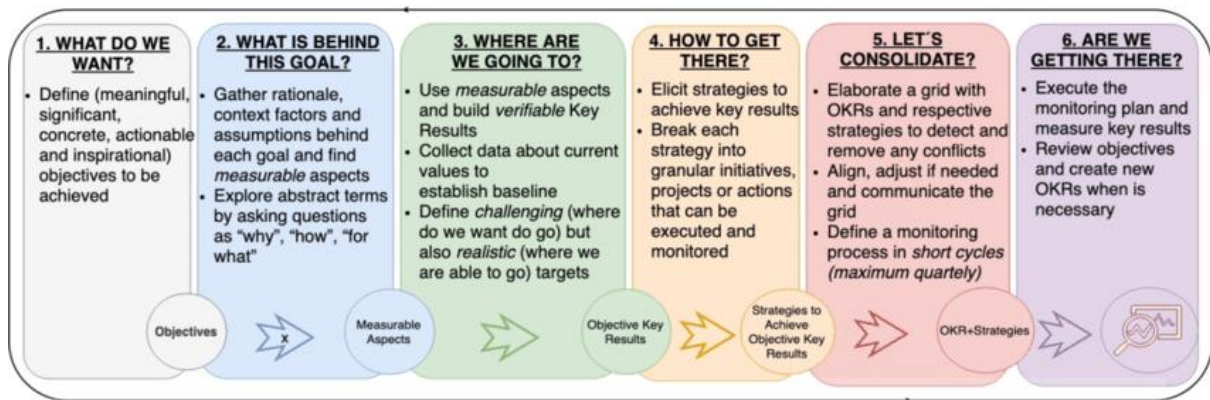 1. WHAT DO WE
WANT?
• Define (meaningful,
significant,
concrete, actionable
and inspirational)
objectives to be
achieved
Objectives
2. WHAT IS BEHIND
THIS GOAL?
• Gather rationale,
context factors and
assumptions behind
each goal and find
measurable aspects
• Explore abstract terms
by asking questions
as “why”, “how”, “for
what”
x
Measurable
Aspects
3. WHERE ARE
WE GOING TO?
• Use measurable aspects
and build verifiable Key
Results
• Collect data about current
values to
establish baseline
• Define challenging (where
do we want do go) but
also realistic (where we
are able to go) targets
Objective Key
Results
4. HOW TO GET
THERE?
• Elicit strategies to
achieve key results
• Break each
strategy into
granular initiatives,
projects or actions
that can be
executed and
monitored
Strategies to
Achieve
Objective Key
Results
5. LET´S
CONSOLIDATE?
• Elaborate a grid with
OKRs and respective
strategies to detect and
remove any conflicts
• Align, adjust if needed
and communicate the
grid
• Define a monitoring
process in short cycles
(maximum quartely)
OKR+Strategies
6. ARE WE
GETTING THERE?
• Execute the
monitoring plan and
measure key results
• Review objectives
and create new
OKRs when is
necessary